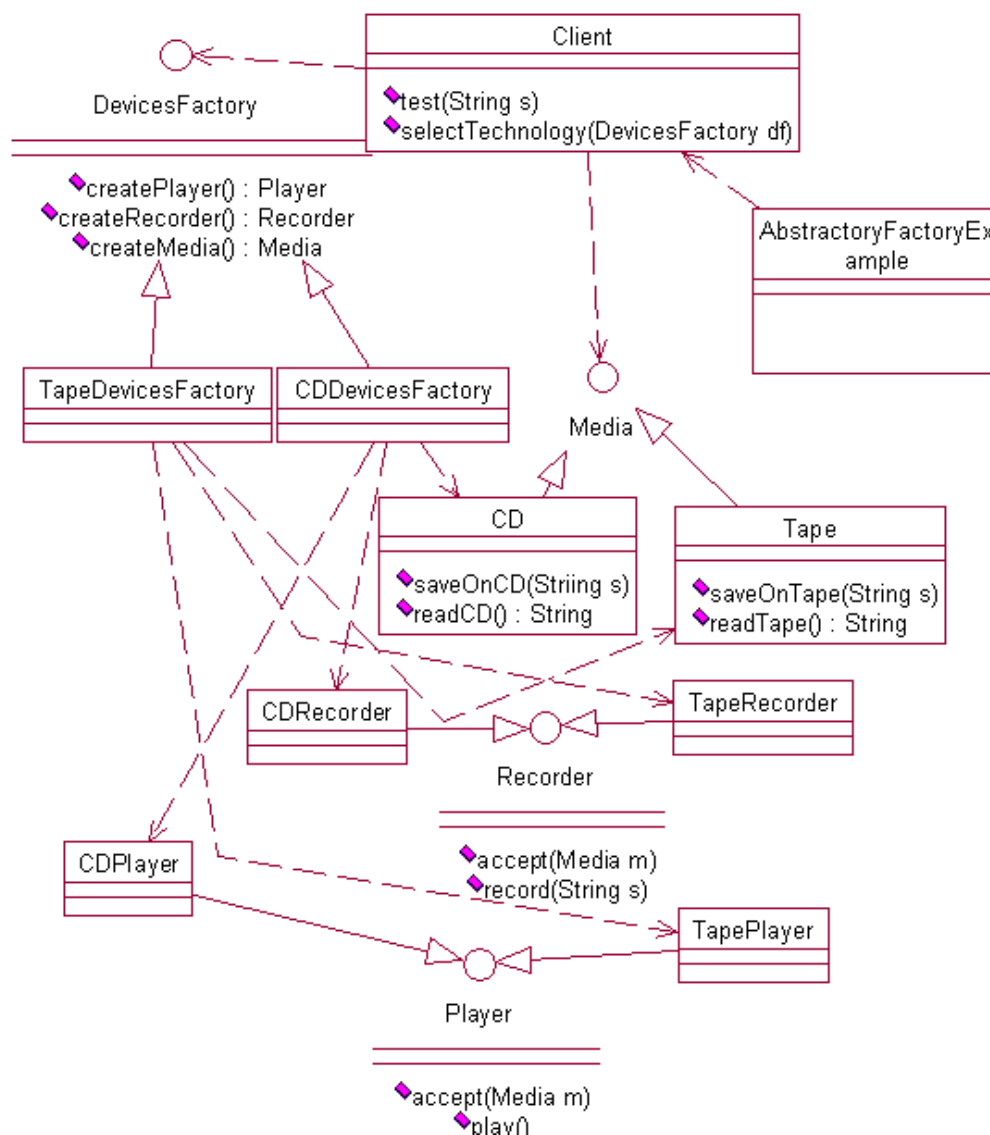 Client
DevicesFactory
test(String s)
selectTechnology(DevicesFactory df)
createPlayer() : Player
createRecorder() : Recorder
createMedia() : Media
AbstractoryFactoryEx
ample
TapeDevicesFactory
CDDevicesFactory
Media
CD
saveOnCD(Striing s)
readCD() : String
Tape
saveOnTape(String s)
readTape() : String
CDRecorder
TapeRecorder
Recorder
accept(Media m)
record(String s)
CDPlayer
TapePlayer
Player
accept(Media m)
play()